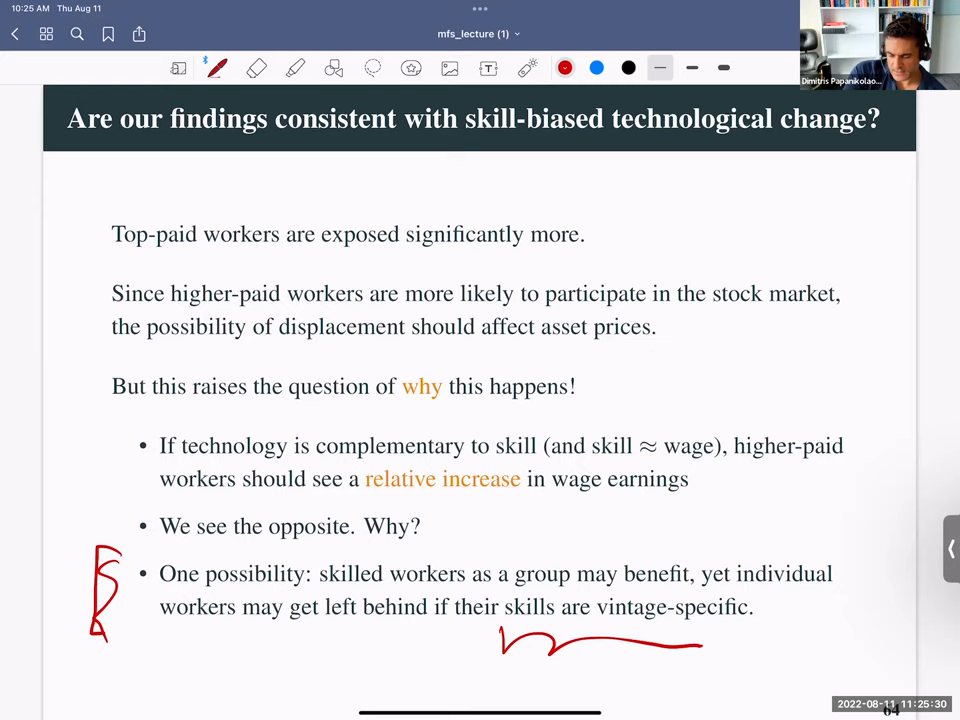 10:25 AM Thu Aug 11
mfs_lecture (1)
Dimitris Papanikolao...
Are our findings consistent with skill-biased technological change?
Top-paid workers are exposed significantly more.
Since higher-paid workers are more likely to participate in the stock market,
the possibility of displacement should affect asset prices.
But this raises the question of why this happens!
• If technology is complementary to skill (and skill ≈ wage), higher-paid
workers should see a relative increase in wage earnings
• We see the opposite. Why?
• One possibility: skilled workers as a group may benefit, yet individual
workers may get left behind if their skills are vintage-specific.
2022-08-11 11:25:30
64